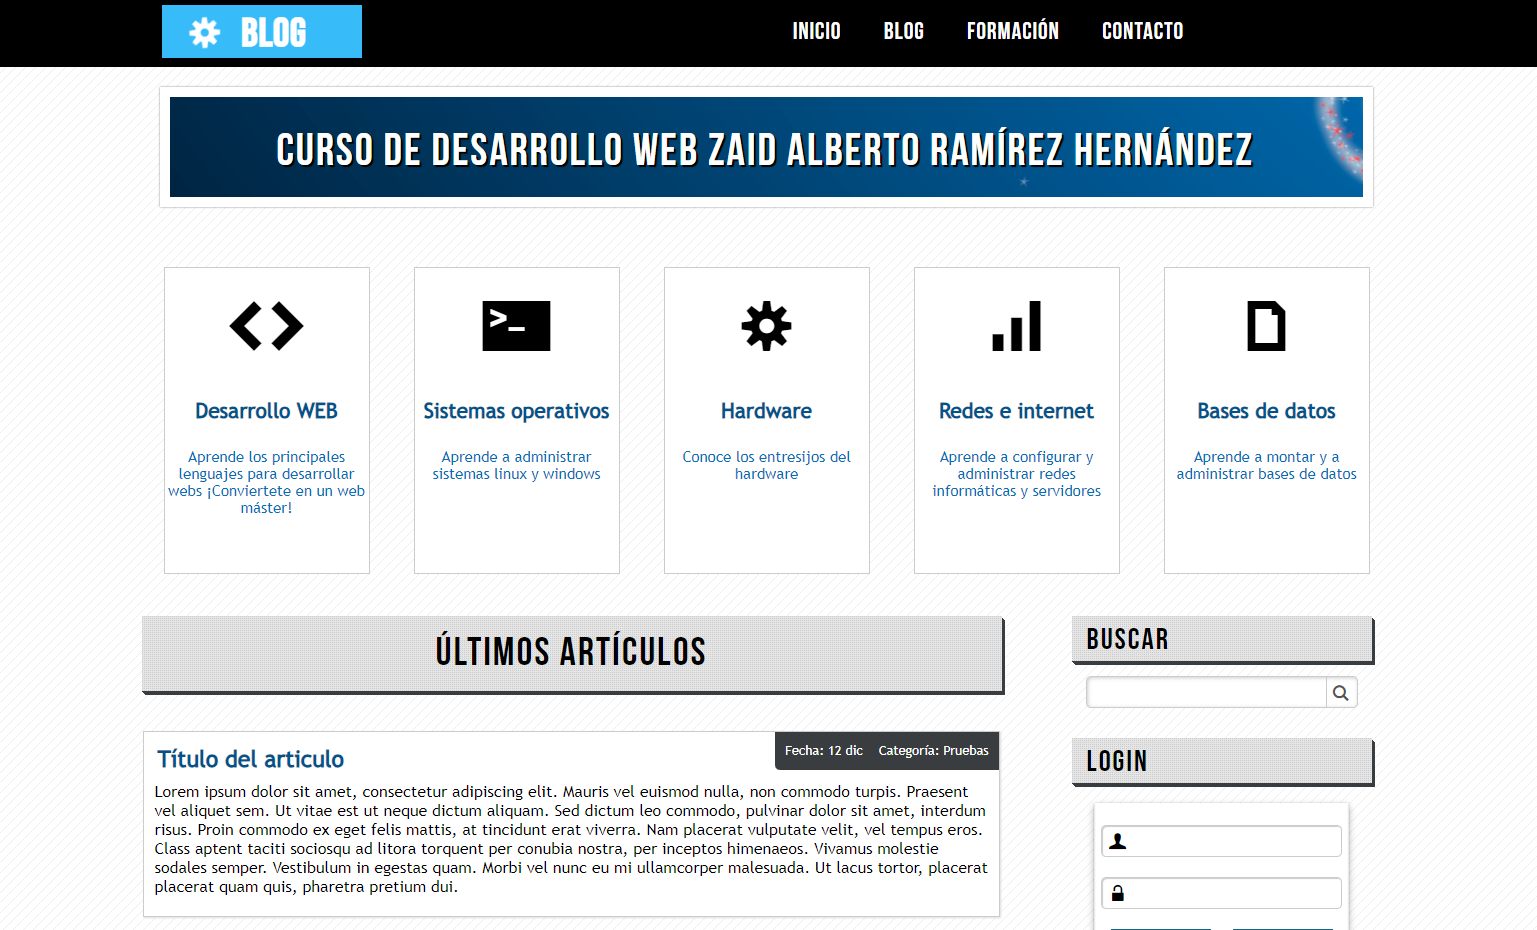 BLOG
INICIO BLOG FORMACIÓN CONTACTO
CURSO DE DESARROLLO WEB ZAID ALBERTO RAMÍREZ HERNÁNDEZ
Desarrollo WEB
Aprende los principales
lenguajes para desarrollar
webs ¡Conviertete en un web
máster!
Sistemas operativos
Aprende a administrar
sistemas linux y windows
Hardware
Conoce los entresijos del
hardware
Redes e internet
Aprende a configurar y
administrar redes
informáticas y servidores
Bases de datos
Aprende a montar y a
administrar bases de datos
ÚLTIMOS ARTÍCULOS
Título del articulo
Fecha: 12 dic Categoría: Pruebas
Lorem ipsum dolor sit amet, consectetur adipiscing elit. Mauris vel euismod nulla, non commodo turpis. Praesent
vel aliquet sem. Ut vitae est ut neque dictum aliquam. Sed dictum leo commodo, pulvinar dolor sit amet, interdum
risus. Proin commodo ex eget felis mattis, at tincidunt erat viverra. Nam placerat vulputate velit, vel tempus eros.
Class aptent taciti sociosqu ad litora torquent per conubia nostra, per inceptos himenaeos. Vivamus molestie
sodales semper. Vestibulum in egestas quam. Morbi vel nunc eu mi ullamcorper malesuada. Ut lacus tortor, placerat
placerat quam quis, pharetra pretium dui.
BUSCAR
LOGIN